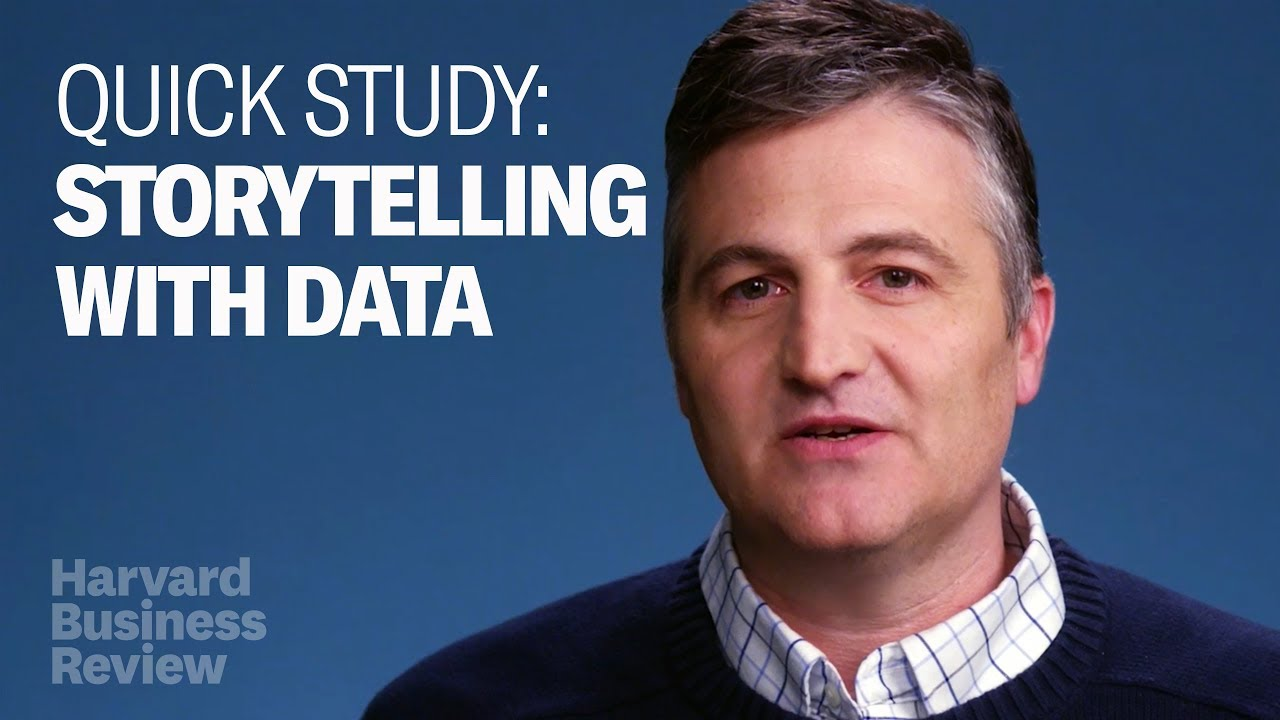 QUICK STUDY:
STORYTELLING
WITH DATA
Harvard
Business
Review